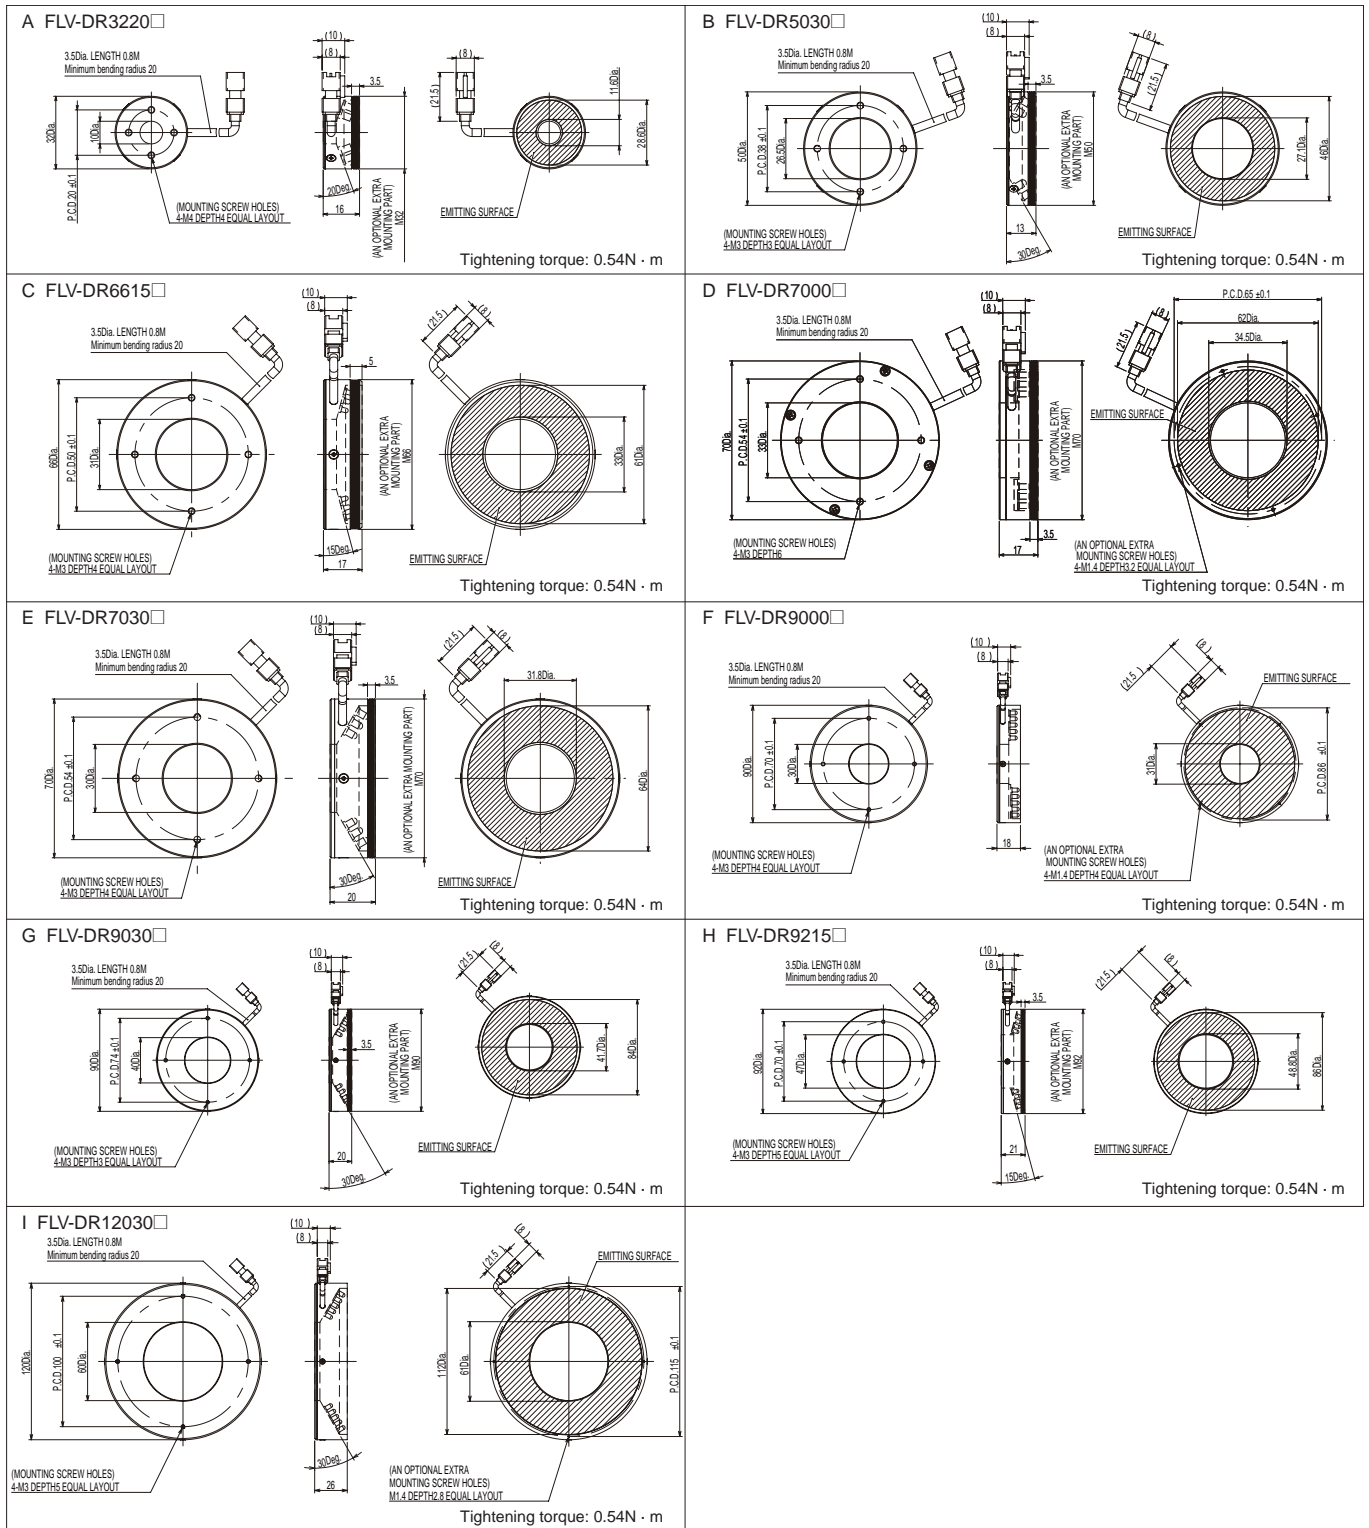 A FLV-DR3220□
3.5Dia. LENGTH 0.8M
Minimum bending radius 20
32Dia.
P.C.D.20 ±0.1
10Dia.
(MOUNTING SCREW HOLES)
4-M4 DEPTH4 EQUAL LAYOUT
(10)
(8)
3.5
20Deg.
16
(AN OPTIONAL EXTRA
MOUNTING PART)
M32
(8)
(21.5)
11.6Dia.
28.6Dia.
EMITTING SURFACE
Tightening torque: 0.54N · m
B FLV-DR5030□
3.5Dia. LENGTH 0.8M
Minimum bending radius 20
50Dia.
P.C.D.38 ±0.1
26.5Dia.
(MOUNTING SCREW HOLES)
4-M3 DEPTH3 EQUAL LAYOUT
(10)
(8)
3.5
13
30Deg.
(AN OPTIONAL EXTRA
MOUNTING PART)
M50
(8)
(21.5)
27.1Dia.
46Dia.
EMITTING SURFACE
Tightening torque: 0.54N · m
C FLV-DR6615□
3.5Dia. LENGTH 0.8M
Minimum bending radius 20
66Dia.
P.C.D.50 ±0.1
31Dia.
(MOUNTING SCREW HOLES)
4-M3 DEPTH4 EQUAL LAYOUT
(10)
(8)
5
15Deg.
17
(AN OPTIONAL EXTRA
MOUNTING PART)
M66
(21.5)
(8)
33Dia.
61Dia.
EMITTING SURFACE
Tightening torque: 0.54N · m
D FLV-DR7000□
3.5Dia. LENGTH 0.8M
Minimum bending radius 20
70Dia.
P.C.D.54 ±0.1
33Dia.
(MOUNTING SCREW HOLES)
4-M3 DEPTH6
(10)
(8)
3.5
17
(AN OPTIONAL EXTRA
MOUNTING PART)
M70
(21.5)
(8)
P.C.D.65 ±0.1
62Dia.
34.5Dia.
EMITTING SURFACE
(AN OPTIONAL EXTRA
MOUNTING SCREW HOLES)
4-M1.4 DEPTH3.2 EQUAL LAYOUT
Tightening torque: 0.54N · m
E FLV-DR7030□
3.5Dia. LENGTH 0.8M
Minimum bending radius 20
70Dia.
P.C.D.54 ±0.1
30Dia.
(MOUNTING SCREW HOLES)
4-M3 DEPTH4 EQUAL LAYOUT
(10)
(8)
3.5
30Deg.
20
(AN OPTIONAL EXTRA MOUNTING PART)
M70
(21.5)
(8)
31.8Dia.
64Dia.
EMITTING SURFACE
Tightening torque: 0.54N · m
F FLV-DR9000□
3.5Dia. LENGTH 0.8M
Minimum bending radius 20
90Dia.
P.C.D.70 ±0.1
30Dia.
(MOUNTING SCREW HOLES)
4-M3 DEPTH4 EQUAL LAYOUT
(10)
(8)
18
(21.5)
(8)
EMITTING SURFACE
31Dia.
P.C.D.86 ±0.1
(AN OPTIONAL EXTRA
MOUNTING SCREW HOLES)
4-M1.4 DEPTH4 EQUAL LAYOUT
Tightening torque: 0.54N · m
G FLV-DR9030□
3.5Dia. LENGTH 0.8M
Minimum bending radius 20
90Dia.
P.C.D.74 ±0.1
40Dia.
(MOUNTING SCREW HOLES)
4-M3 DEPTH3 EQUAL LAYOUT
(10)
(8)
3.5
20
30Deg.
(AN OPTIONAL EXTRA
MOUNTING PART)
M90
(21.5)
(8)
41.7Dia.
84Dia.
EMITTING SURFACE
Tightening torque: 0.54N · m
H FLV-DR9215□
3.5Dia. LENGTH 0.8M
Minimum bending radius 20
92Dia.
P.C.D.70 ±0.1
47Dia.
(MOUNTING SCREW HOLES)
4-M3 DEPTH5 EQUAL LAYOUT
(10)
(8)
3.5
21
15Deg.
(AN OPTIONAL EXTRA
MOUNTING PART)
M92
(21.5)
(8)
48.8Dia.
86Dia.
EMITTING SURFACE
Tightening torque: 0.54N · m
I FLV-DR12030□
3.5Dia. LENGTH 0.8M
Minimum bending radius 20
120Dia.
P.C.D.100 ±0.1
60Dia.
(MOUNTING SCREW HOLES)
4-M3 DEPTH5 EQUAL LAYOUT
(10)
(8)
30Deg.
26
(21.5)
(8)
EMITTING SURFACE
112Dia.
61Dia.
P.C.D.115 ±0.1
(AN OPTIONAL EXTRA
MOUNTING SCREW HOLES)
M1.4 DEPTH2.8 EQUAL LAYOUT
Tightening torque: 0.54N · m